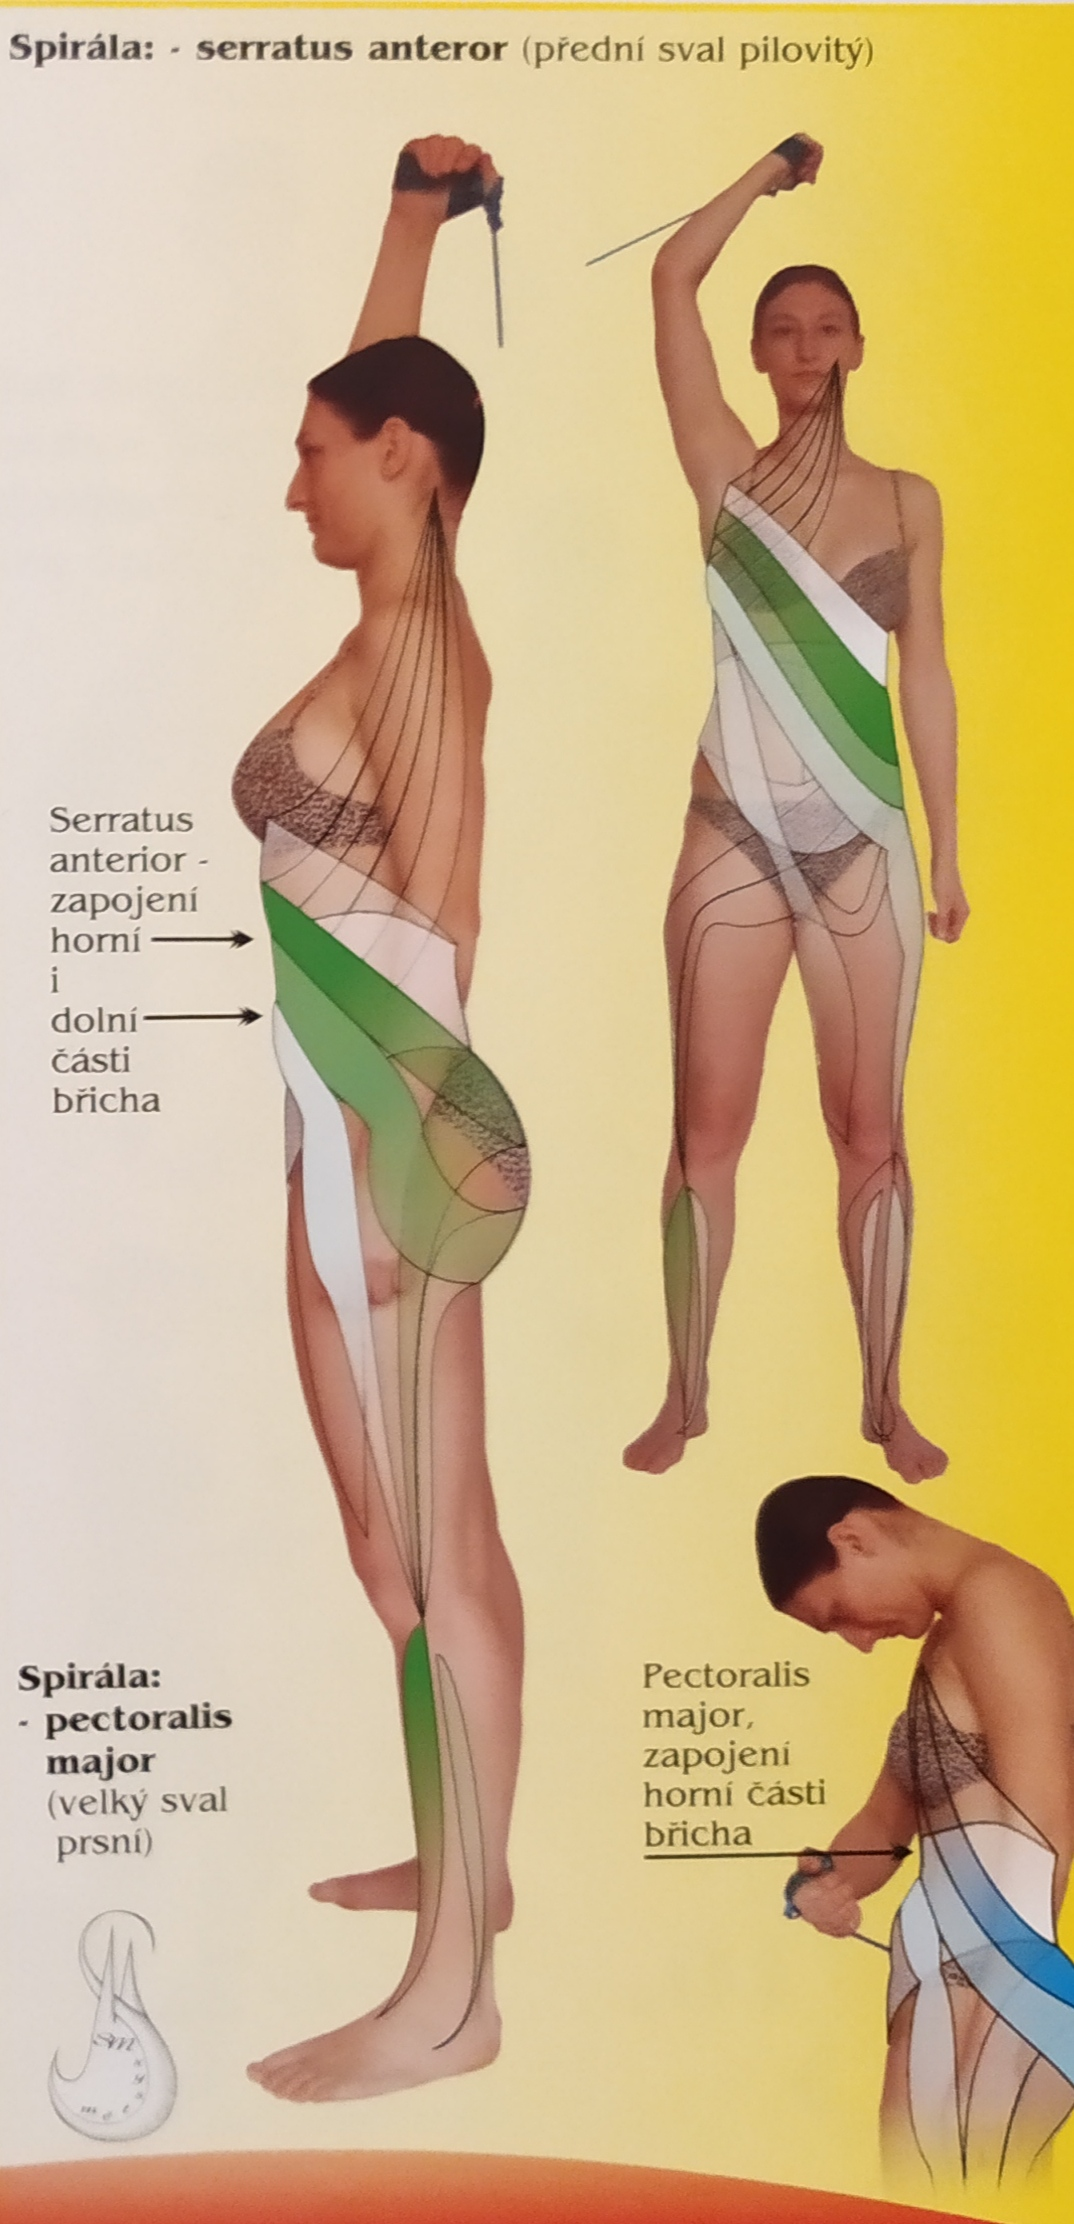 Spirála: - serratus anteror (přední sval pilovitý)
Serratus
anterior -
zapojení
horní
i
dolní
části
břicha
Spirála:
- pectoralis
major
(velký sval
prsní)
Pectoralis
major,
zapojení
horní části
břicha
SM